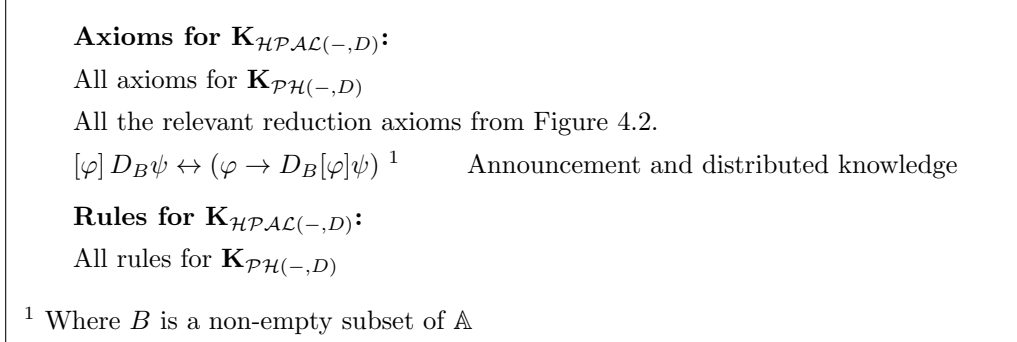 Axioms for K_{𝓗𝓟𝓐𝓛(−,D)}:
All axioms for K_{𝓟𝓗(−,D)}
All the relevant reduction axioms from Figure 4.2.
[φ] D_Bψ ↔ (φ → D_B[φ]ψ) ¹ Announcement and distributed knowledge
Rules for K_{𝓗𝓟𝓐𝓛(−,D)}:
All rules for K_{𝓟𝓗(−,D)}
¹ Where B is a non-empty subset of 𝔸